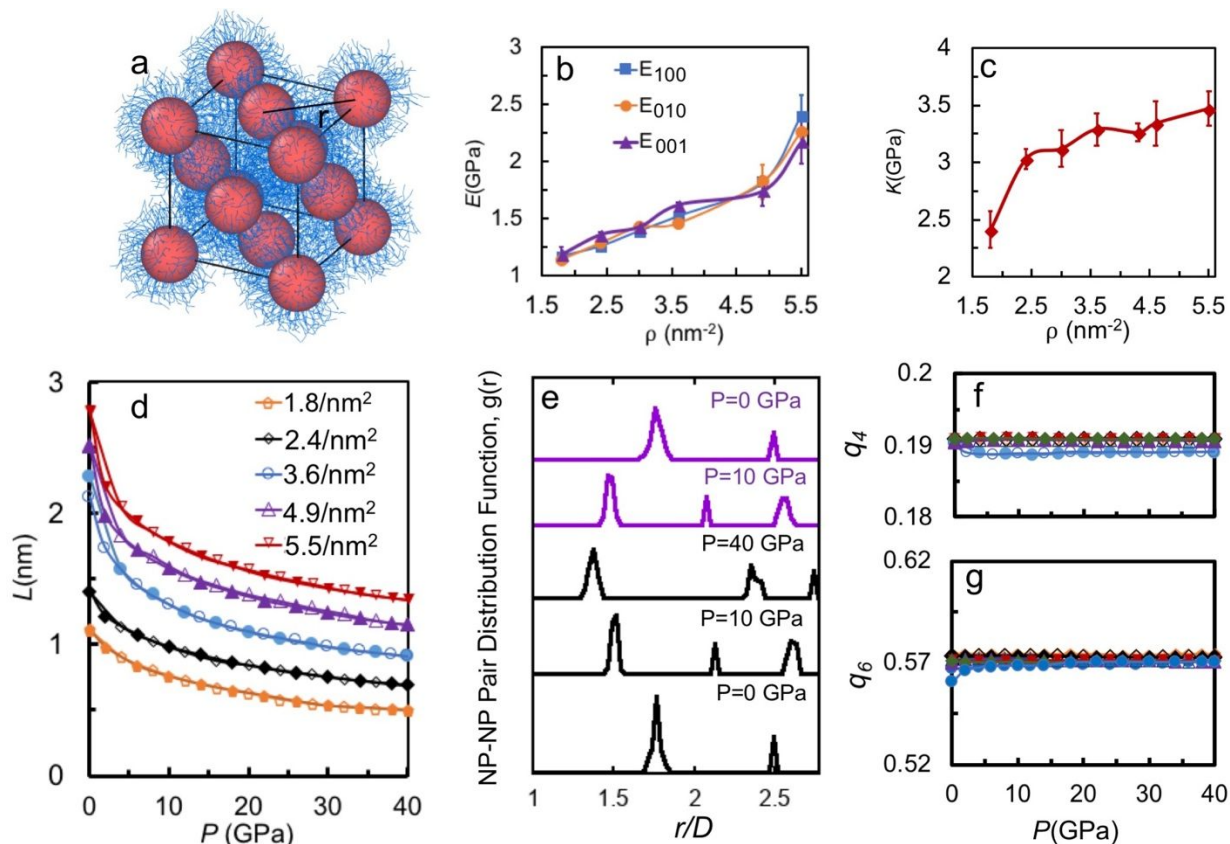 a
r
b
E100
E010
E001
3
2.5
2
1.5
1
E(GPa)
1.5 2.5 3.5 4.5 5.5
ρ (nm-2)
c
4
3.5
3
2.5
2
K(GPa)
1.5 2.5 3.5 4.5 5.5
ρ (nm-2)
d
1.8/nm2
2.4/nm2
3.6/nm2
4.9/nm2
5.5/nm2
3
2
1
0
L(nm)
0 10 20 30 40
P (GPa)
e
P=0 GPa
P=10 GPa
P=40 GPa
P=10 GPa
P=0 GPa
NP-NP Pair Distribution Function, g(r)
1 1.5 2 2.5
r/D
f
0.2
0.19
0.18
q4
g
0.62
0.57
0.52
q6
0 10 20 30 40
P(GPa)